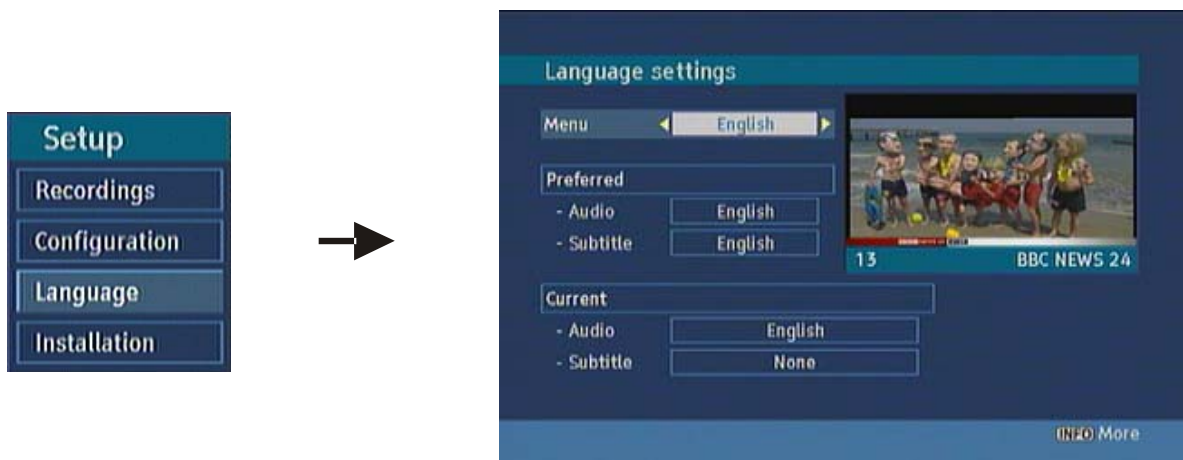 Setup
Recordings
Configuration
Language
Installation
Language settings
Menu English
Preferred
- Audio English
- Subtitle English
13 BBC NEWS 24
Current
- Audio English
- Subtitle None
INFO More